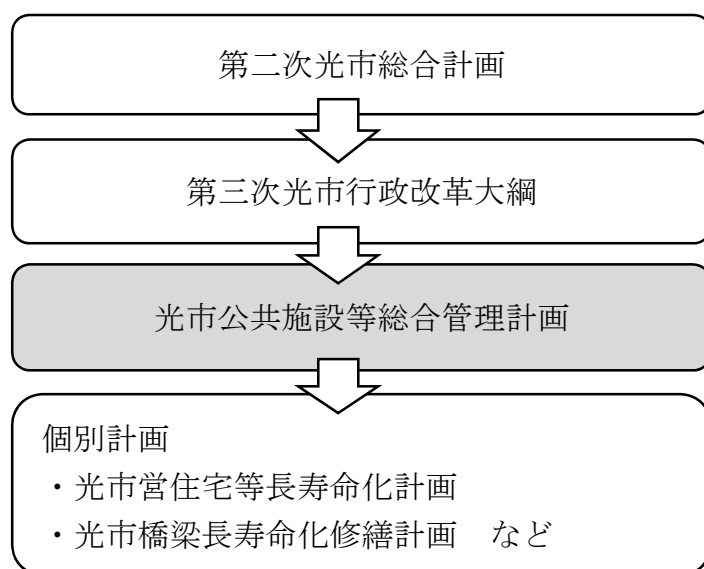 第二次光市総合計画
第三次光市行政改革大綱
光市公共施設等総合管理計画
個別計画
・光市営住宅等長寿命化計画
・光市橋梁長寿命化修繕計画　など